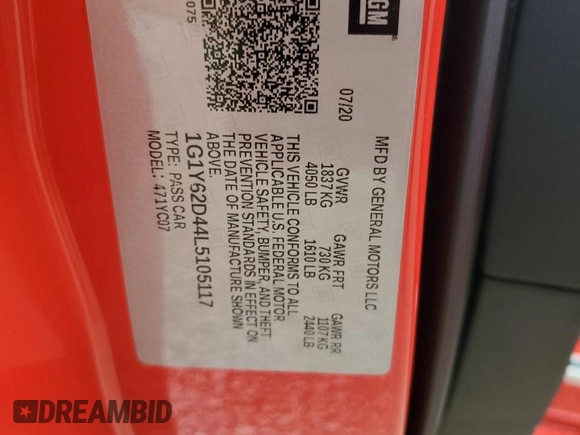 GM
MFD BY GENERAL MOTORS LLC
07/20
GVWR GAWR FRT GAWR RR
1837 KG 730 KG 1107 KG
4050 LB 1610 LB 2440 LB
THIS VEHICLE CONFORMS TO ALL
APPLICABLE U.S. FEDERAL MOTOR
VEHICLE SAFETY, BUMPER, AND THEFT
PREVENTION STANDARDS IN EFFECT ON
THE DATE OF MANUFACTURE SHOWN
ABOVE.
1G1Y62D44L5105117
TYPE: PASS CAR
MODEL: 471YC07
DREAMBID